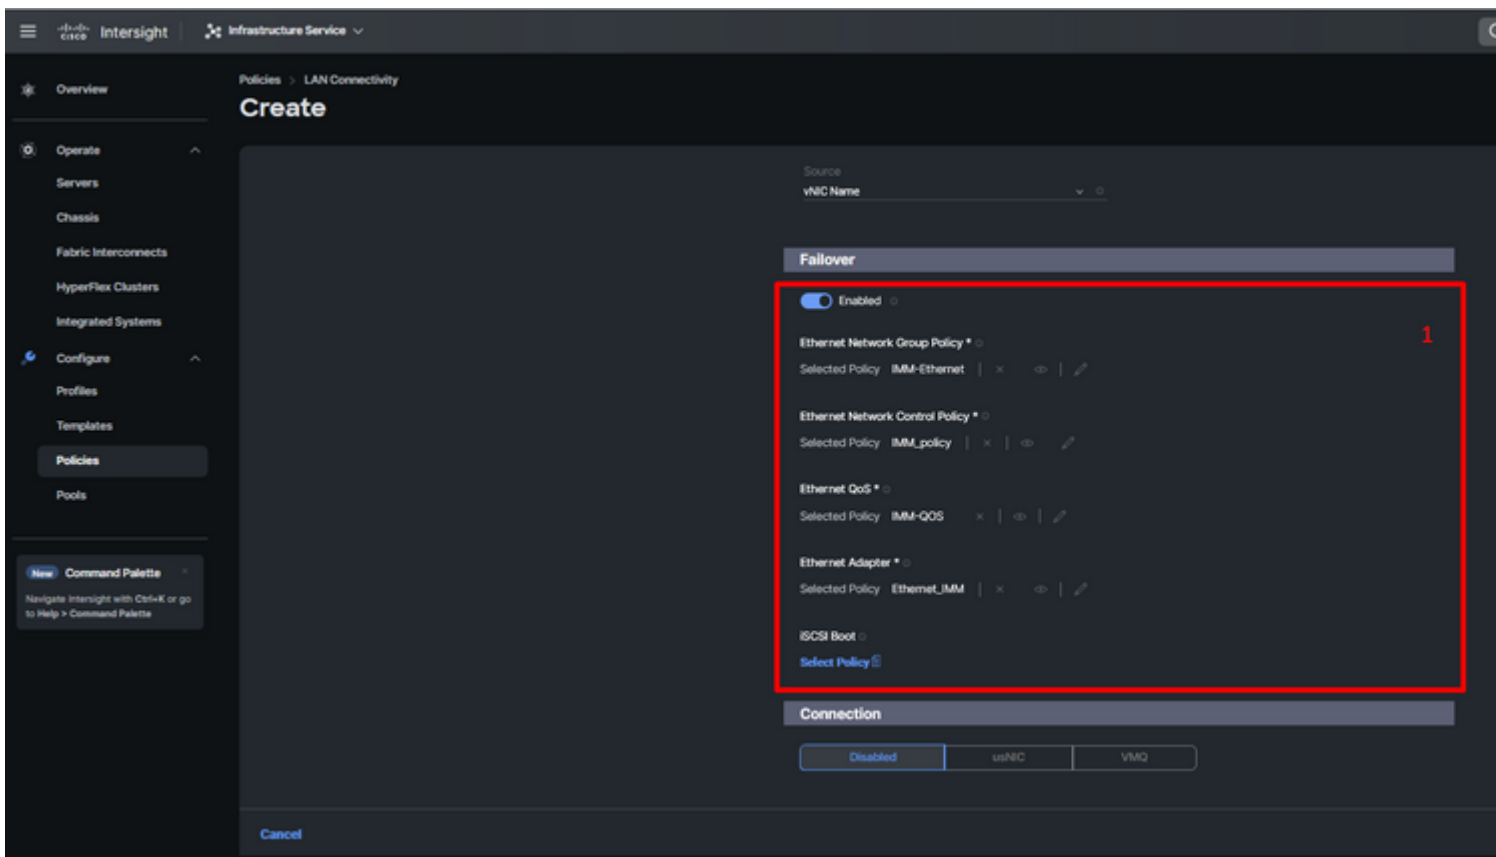 cisco Intersight
Infrastructure Service
Overview
Operate
Servers
Chassis
Fabric Interconnects
HyperFlex Clusters
Integrated Systems
Configure
Profiles
Templates
Policies
Pools
New Command Palette
Navigate Intersight with Ctrl+K or go
to Help > Command Palette
Policies > LAN Connectivity
Create
Source
vNIC Name
Failover
Enabled
1
Ethernet Network Group Policy *
Selected Policy IMM-Ethernet
Ethernet Network Control Policy *
Selected Policy IMM_policy
Ethernet QoS *
Selected Policy IMM-QOS
Ethernet Adapter *
Selected Policy Ethernet_IMM
iSCSI Boot
Select Policy
Connection
Disabled usNIC VMQ
Cancel